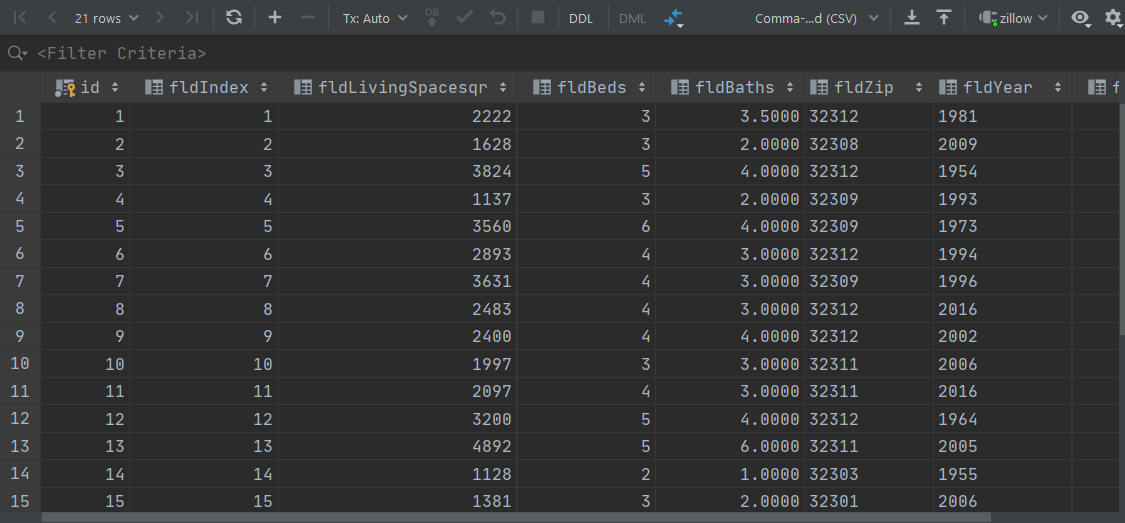 21 rows Tx: Auto DB DDL DML Comma-...d (CSV) zillow
<Filter Criteria>
id fldIndex fldLivingSpacesqr fldBeds fldBaths fldZip fldYear f
1 1 1 2222 3 3.5000 32312 1981
2 2 2 1628 3 2.0000 32308 2009
3 3 3 3824 5 4.0000 32312 1954
4 4 4 1137 3 2.0000 32309 1993
5 5 5 3560 6 4.0000 32309 1973
6 6 6 2893 4 3.0000 32312 1994
7 7 7 3631 4 3.0000 32309 1996
8 8 8 2483 4 3.0000 32312 2016
9 9 9 2400 4 4.0000 32312 2002
10 10 10 1997 3 3.0000 32311 2006
11 11 11 2097 4 3.0000 32311 2016
12 12 12 3200 5 4.0000 32312 1964
13 13 13 4892 5 6.0000 32311 2005
14 14 14 1128 2 1.0000 32303 1955
15 15 15 1381 3 2.0000 32301 2006